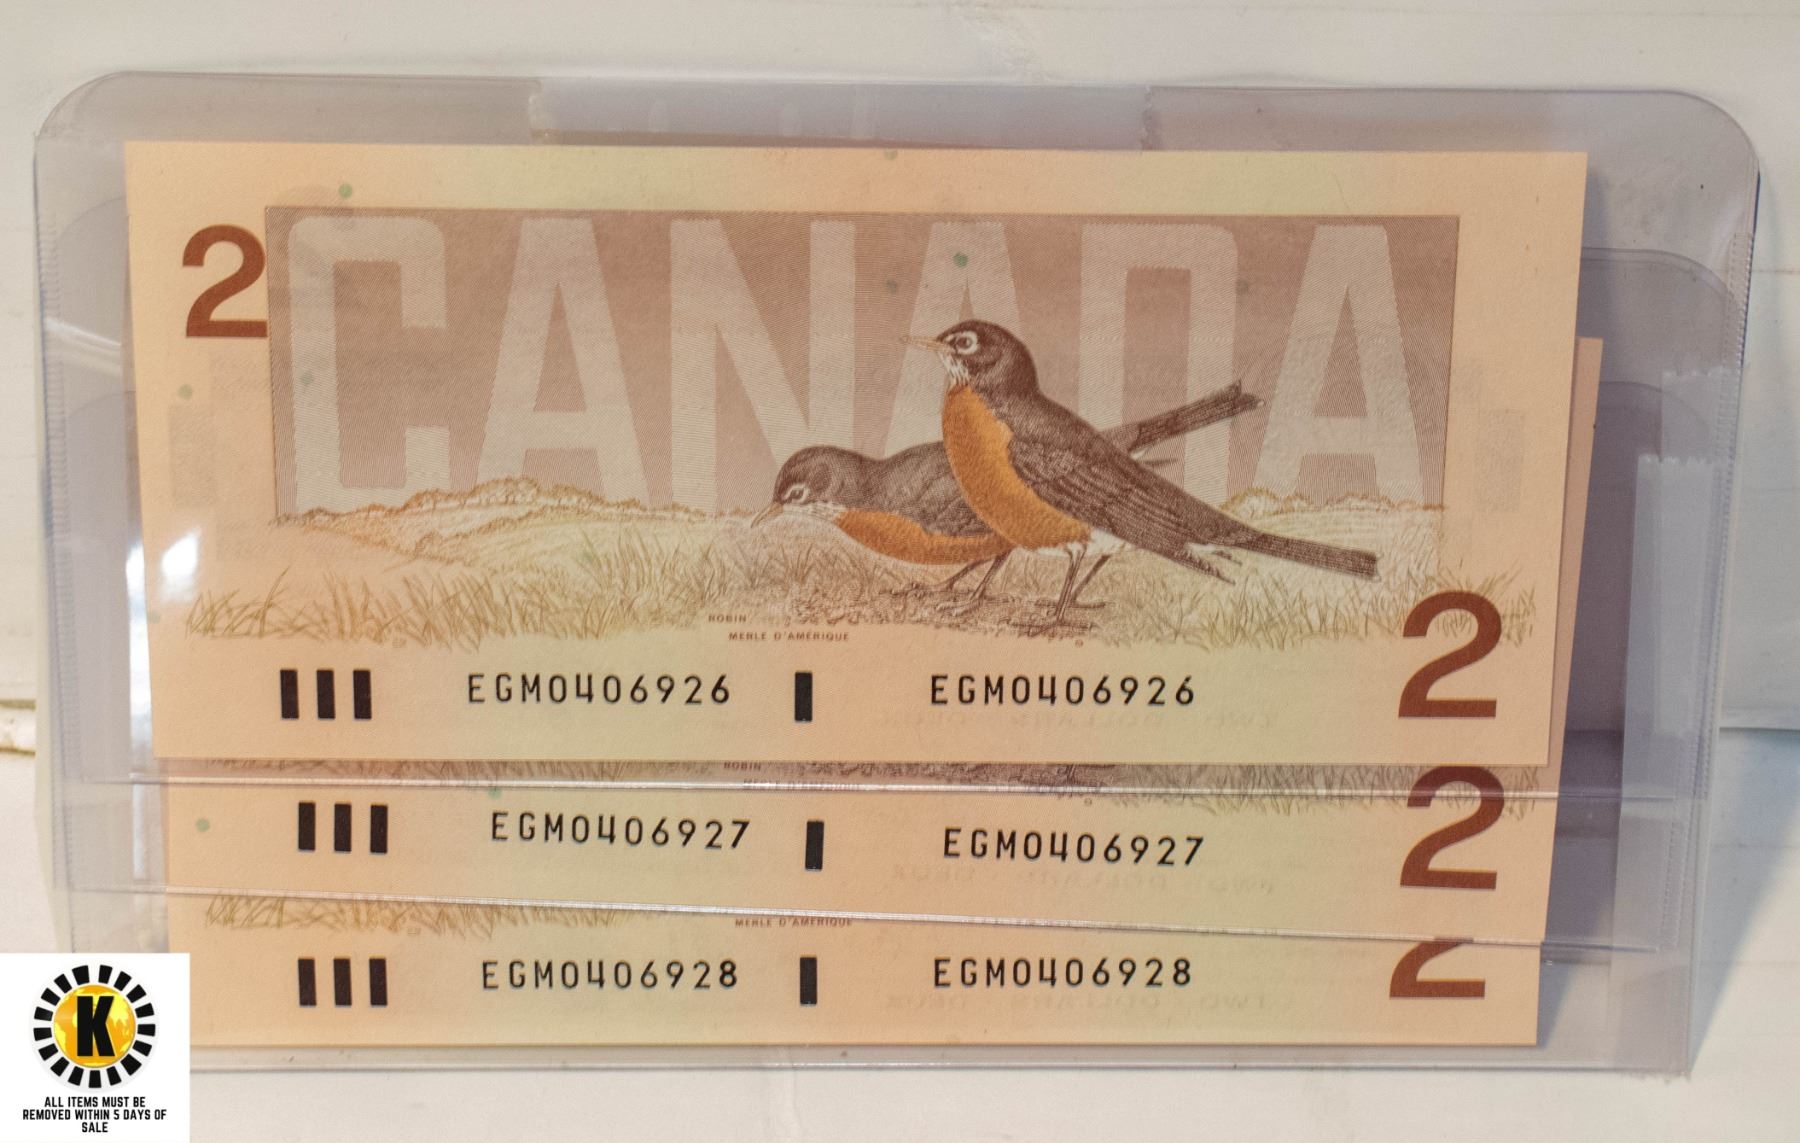 2 CANADA
ROBIN
MERLE D'AMÉRIQUE
2
EGM0406926 EGM0406926
ROBIN
2
EGM0406927 EGM0406927
MERLE D'AMÉRIQUE
2
EGM0406928 EGM0406928
K
ALL ITEMS MUST BE
REMOVED WITHIN 5 DAYS OF
SALE